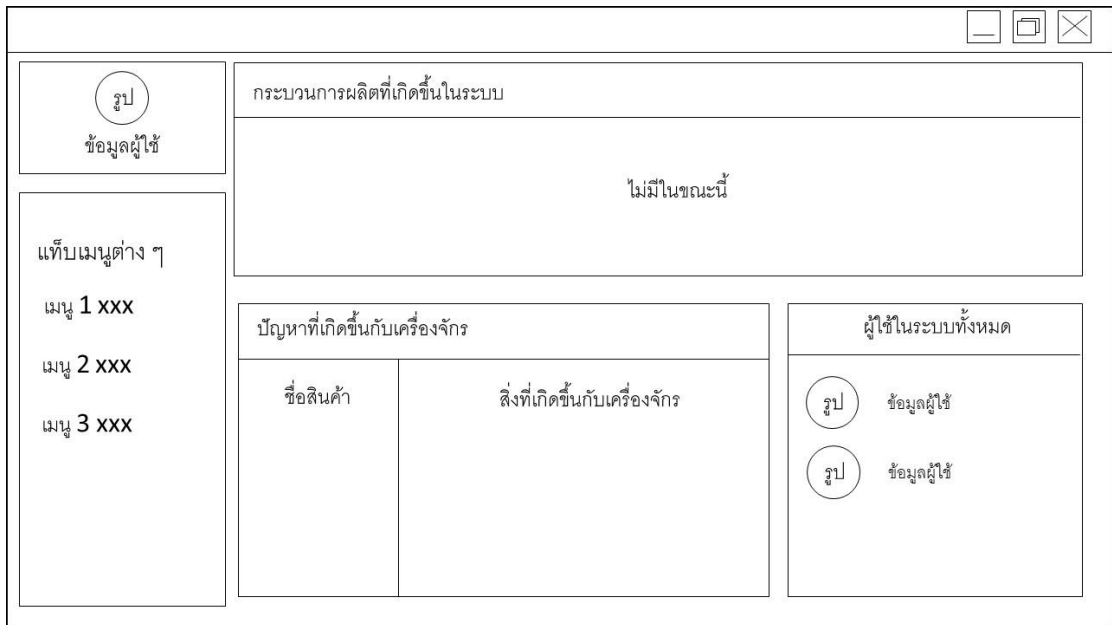 รูป
ข้อมูลผู้ใช้
แท็บเมนูต่าง ๆ
เมนู 1 xxx
เมนู 2 xxx
เมนู 3 xxx
กระบวนการผลิตที่เกิดขึ้นในระบบ
ไม่มีในขณะนี้
ปัญหาที่เกิดขึ้นกับเครื่องจักร
ชื่อสินค้า
สิ่งที่เกิดขึ้นกับเครื่องจักร
ผู้ใช้ในระบบทั้งหมด
รูป ข้อมูลผู้ใช้
รูป ข้อมูลผู้ใช้